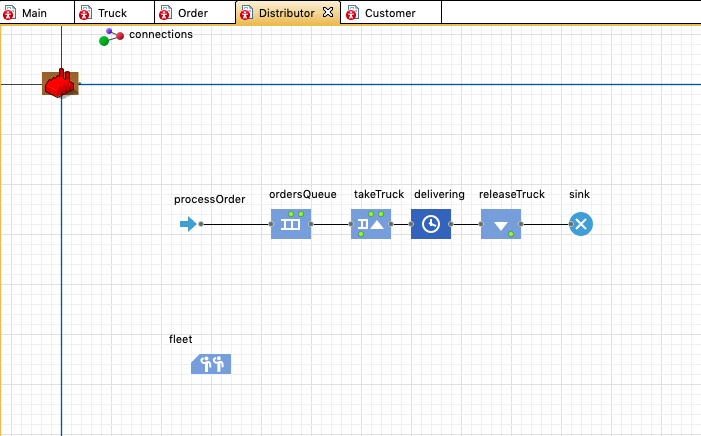 Main Truck Order Distributor Customer
connections
processOrder ordersQueue takeTruck delivering releaseTruck sink
fleet